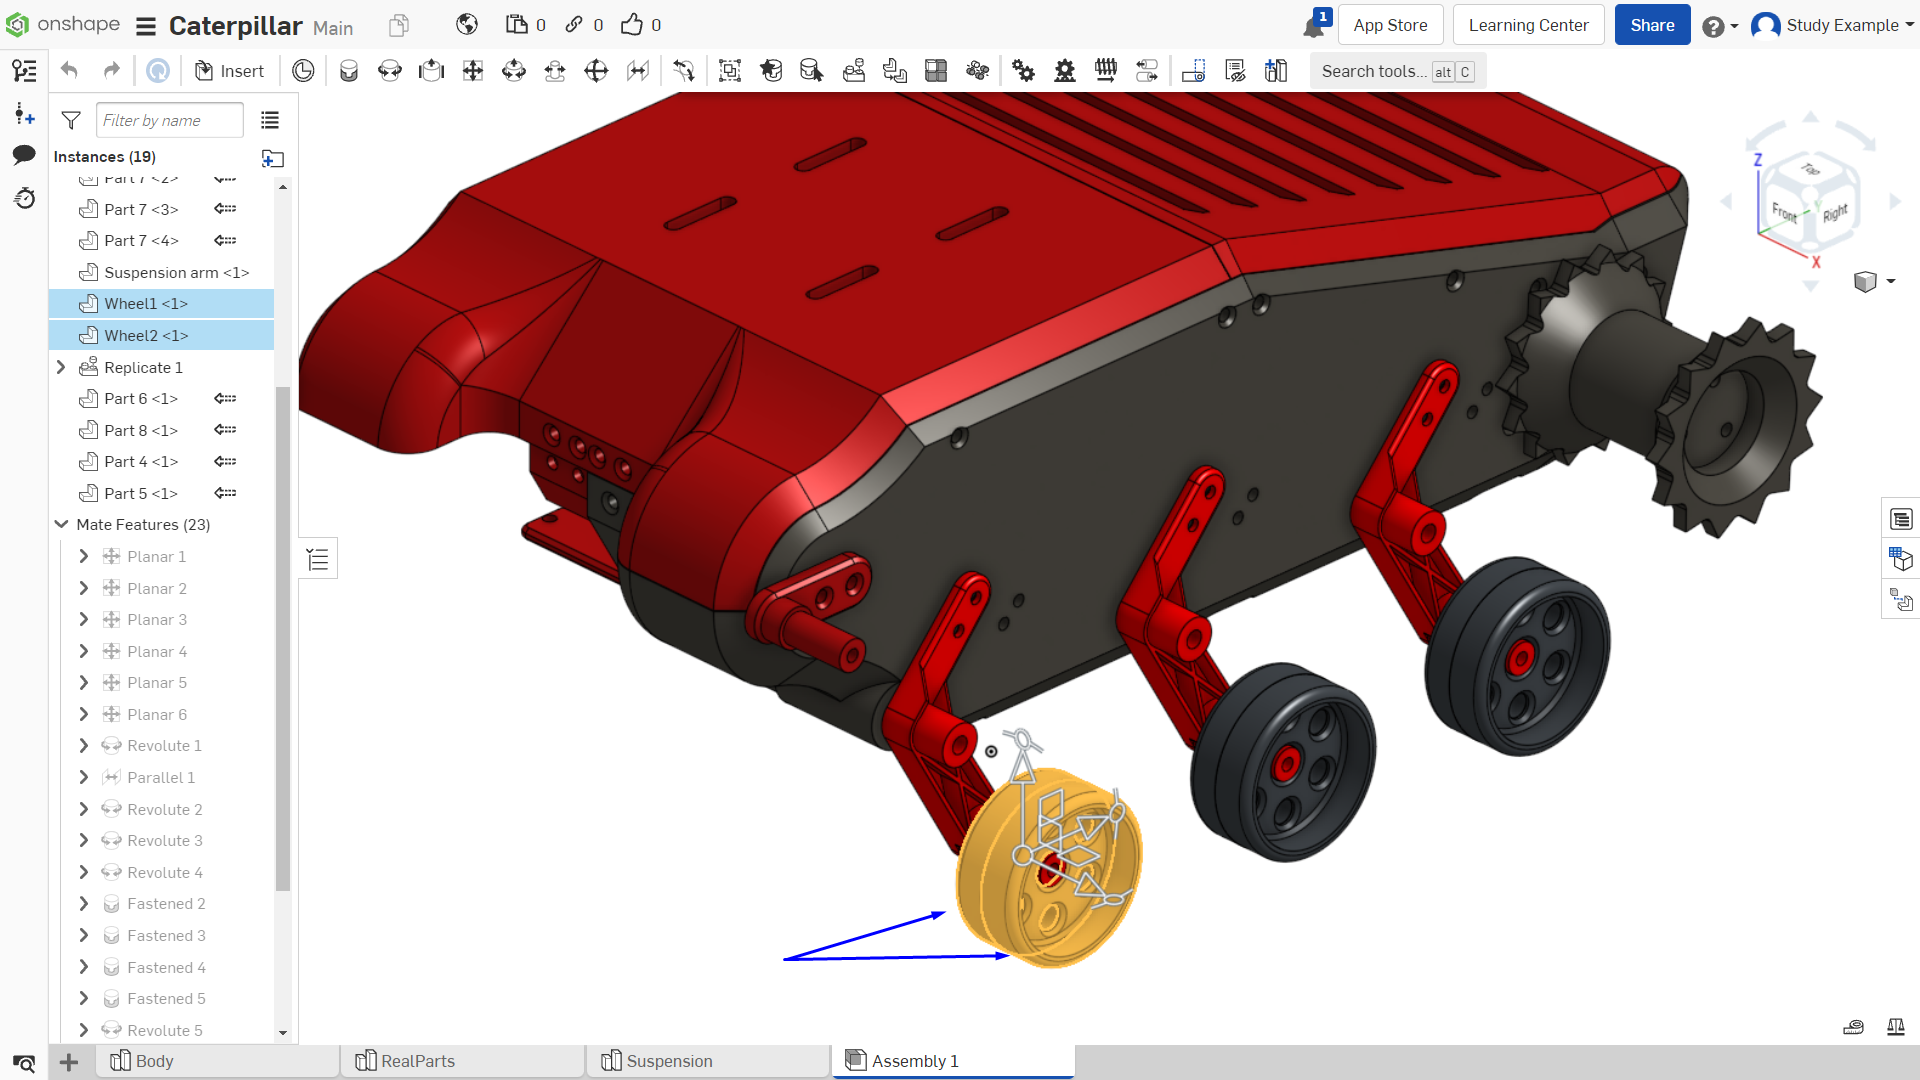 onshape Caterpillar Main 0 0 0 1 App Store Learning Center Share Study Example
Insert Search tools... alt C
Filter by name
Instances (19)
Part 7 <2>
Part 7 <3>
Part 7 <4>
Suspension arm <1>
Wheel1 <1>
Wheel2 <1>
Replicate 1
Part 6 <1>
Part 8 <1>
Part 4 <1>
Part 5 <1>
Mate Features (23)
Planar 1
Planar 2
Planar 3
Planar 4
Planar 5
Planar 6
Revolute 1
Parallel 1
Revolute 2
Revolute 3
Revolute 4
Fastened 2
Fastened 3
Fastened 4
Fastened 5
Revolute 5
Z
Top
Front Y Right
X
Body RealParts Suspension Assembly 1